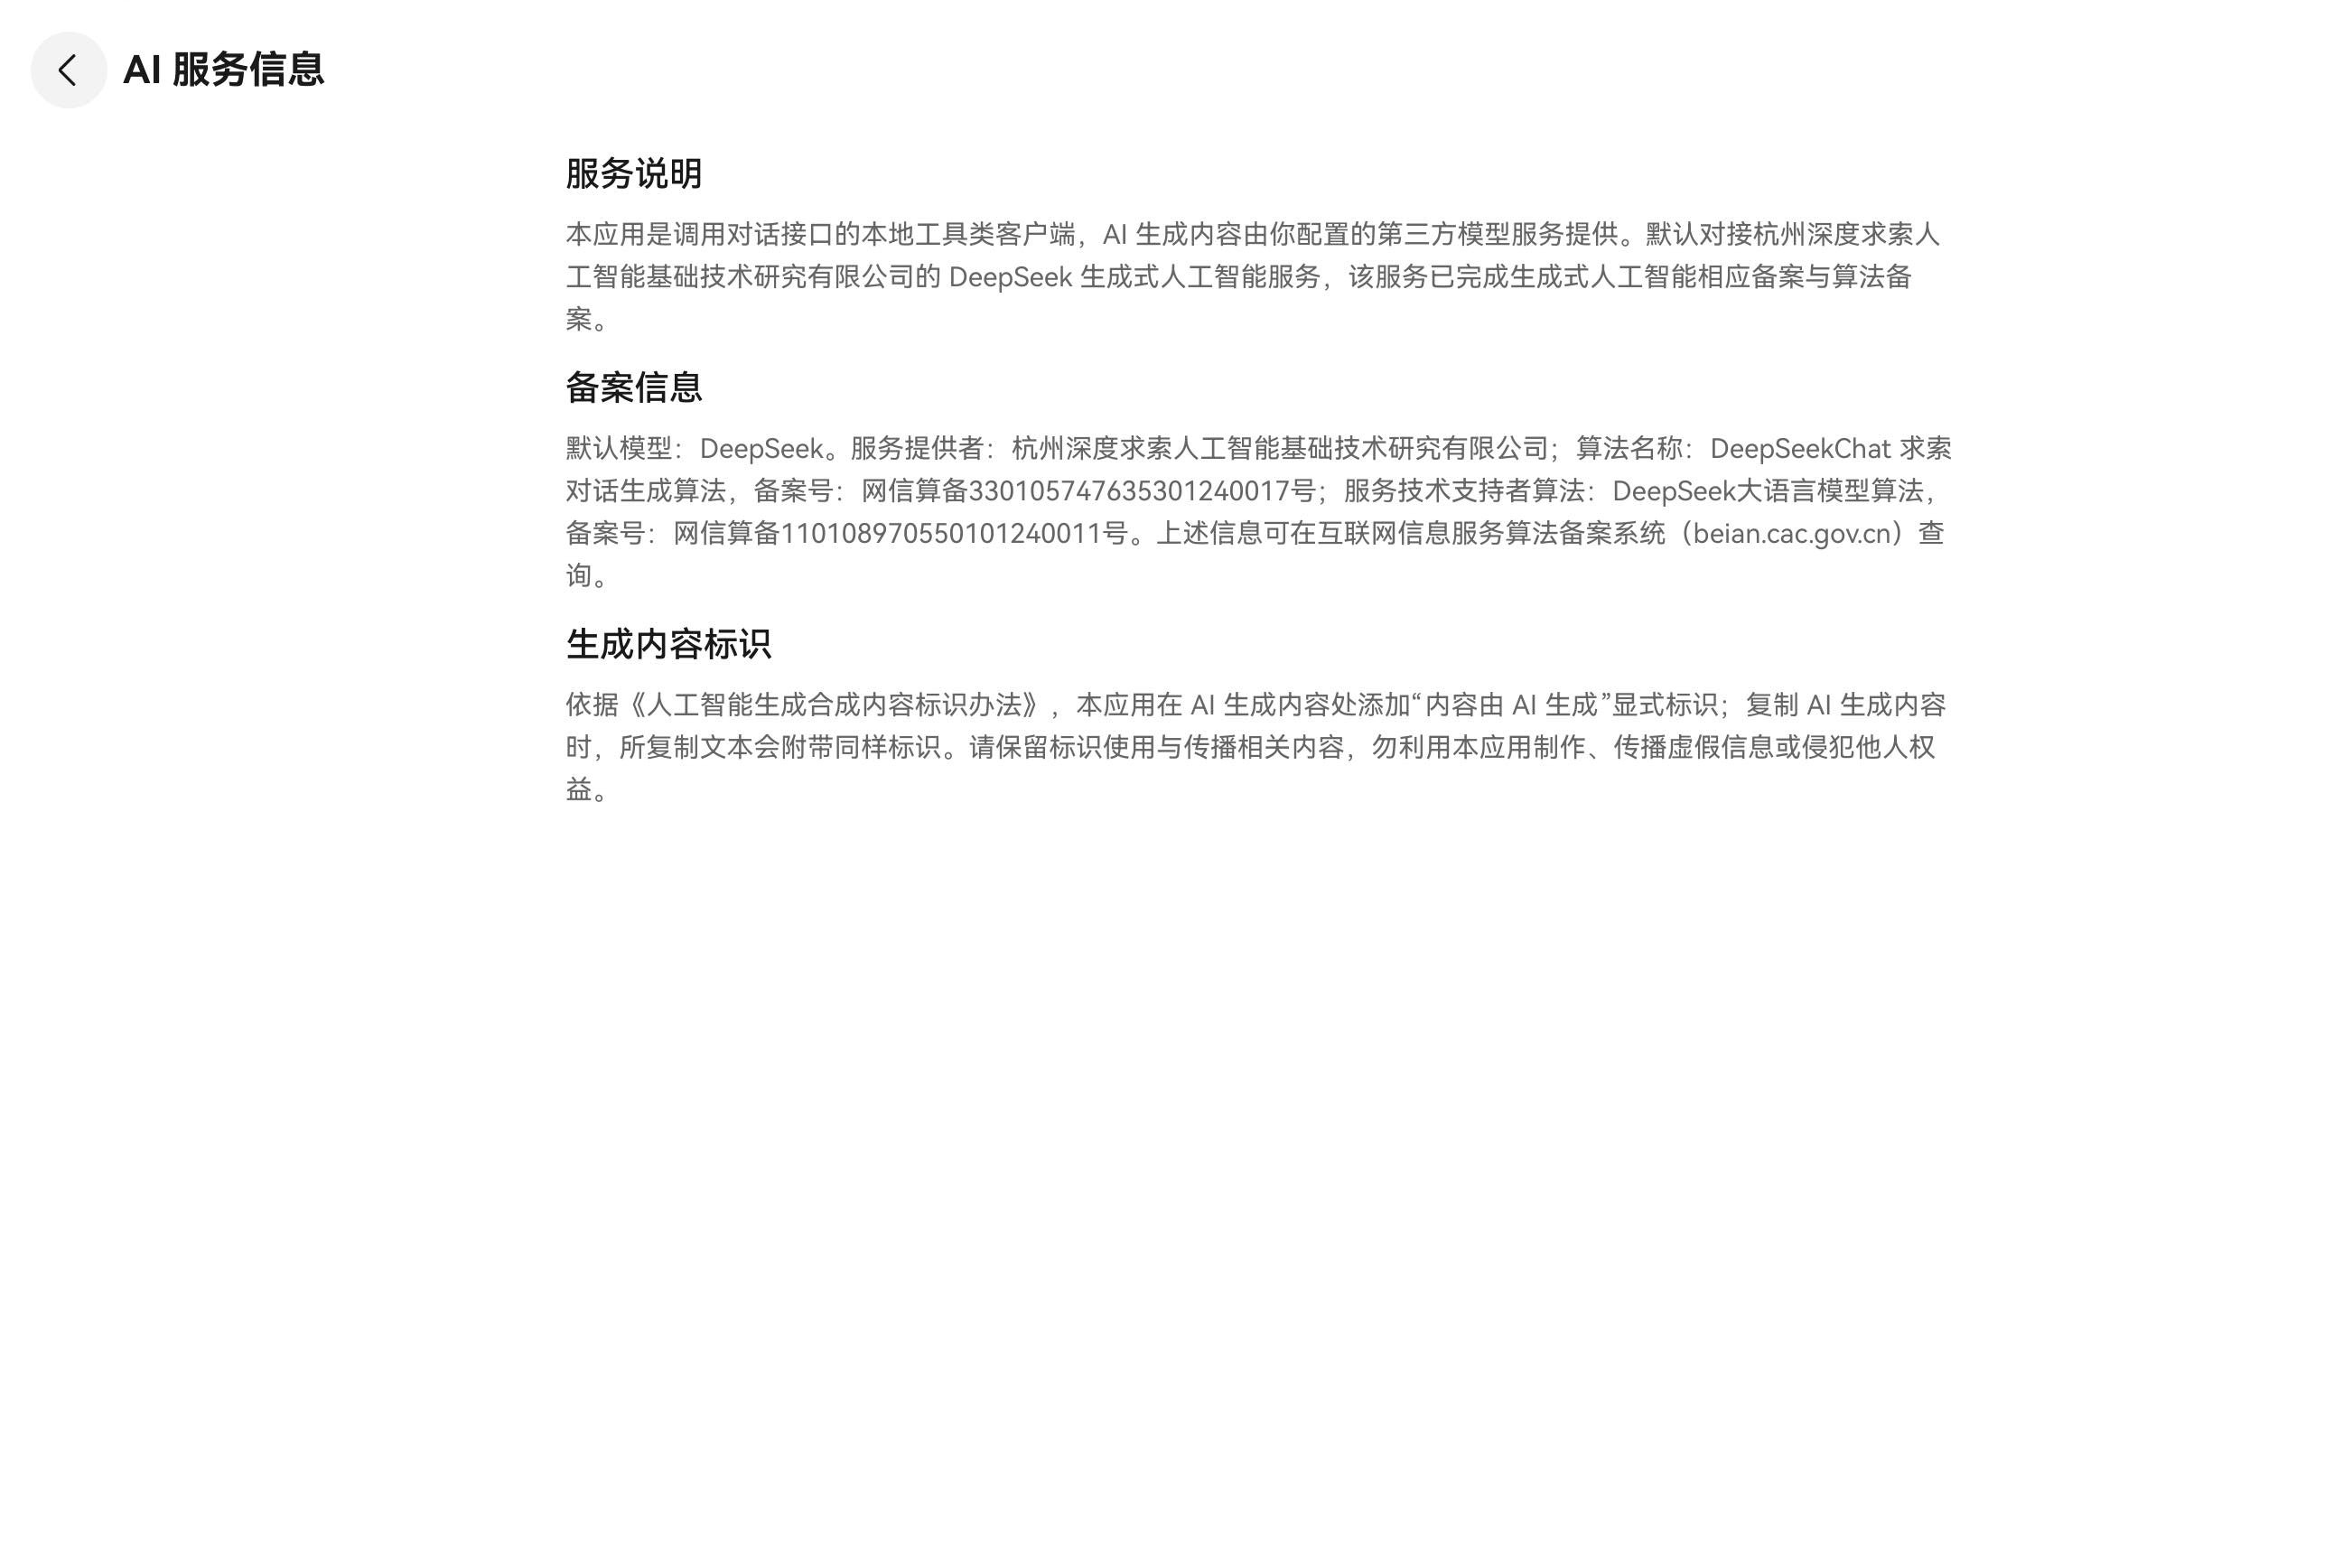 AI 服务信息
服务说明
本应用是调用对话接口的本地工具类客户端，AI 生成内容由你配置的第三方模型服务提供。默认对接杭州深度求索人
工智能基础技术研究有限公司的 DeepSeek 生成式人工智能服务，该服务已完成生成式人工智能相应备案与算法备
案。
备案信息
默认模型：DeepSeek。服务提供者：杭州深度求索人工智能基础技术研究有限公司；算法名称：DeepSeekChat 求索
对话生成算法，备案号：网信算备330105747635301240017号；服务技术支持者算法：DeepSeek大语言模型算法，
备案号：网信算备110108970550101240011号。上述信息可在互联网信息服务算法备案系统（beian.cac.gov.cn）查
询。
生成内容标识
依据《人工智能生成合成内容标识办法》，本应用在 AI 生成内容处添加“内容由 AI 生成”显式标识；复制 AI 生成内容
时，所复制文本会附带同样标识。请保留标识使用与传播相关内容，勿利用本应用制作、传播虚假信息或侵犯他人权
益。